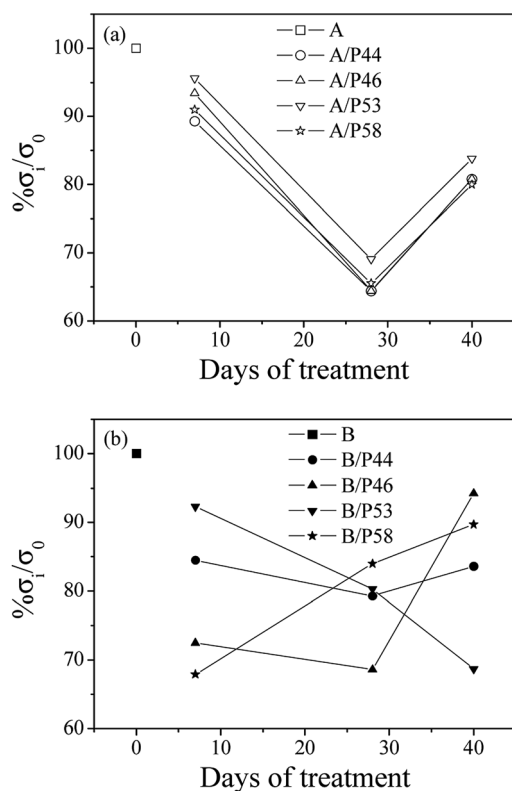 (a)
A
A/P44
A/P46
A/P53
A/P58
100
90
80
70
60
%σi/σ0
0 10 20 30 40
Days of treatment
(b)
B
B/P44
B/P46
B/P53
B/P58
100
90
80
70
60
%σi/σ0
0 10 20 30 40
Days of treatment